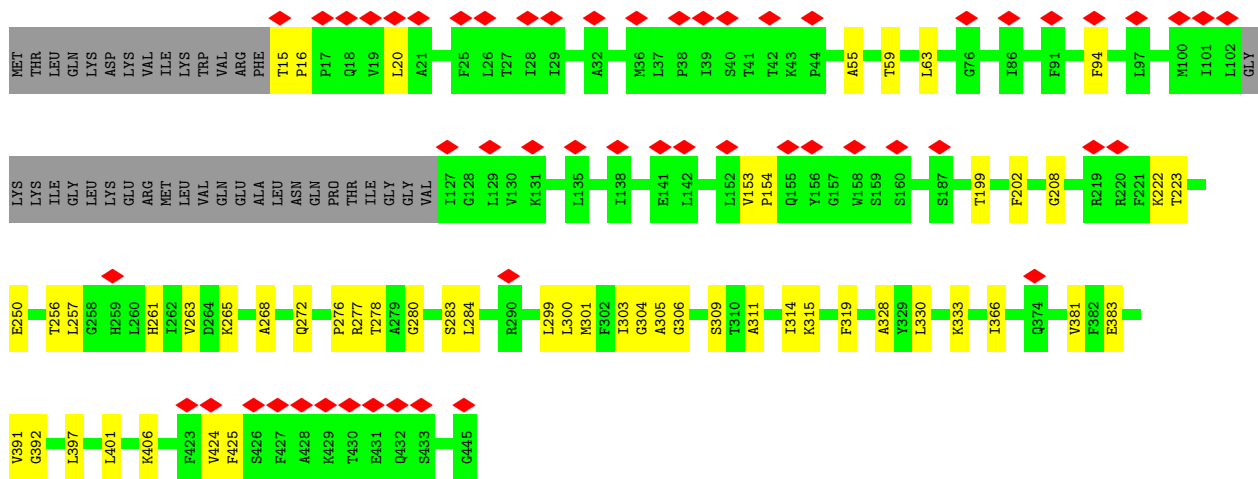 MET THR LEU GLN LYS ASP LYS VAL ILE LYS TRP VAL ARG PHE T15 P16 P17 Q18 V19 L20 A21 F25 L26 T27 I28 I29 A32 M36 L37 P38 I39 S40 T41 T42 K43 P44 A55 T59 L63 G76 I86 F91 F94 L97 M100 I101 L102 GLY
LYS LYS ILE GLY LEU LYS GLU ARG MET LEU VAL GLN GLU ALA LEU ASN GLN PRO THR ILE GLY GLY VAL I127 G128 L129 V130 K131 L135 I138 E141 L142 L152 V153 P154 Q155 Y156 G157 W158 S159 S160 S187 T199 F202 G208 R219 R220 F221 K222 T223
E250 T256 L257 G258 H259 L260 H261 I262 V263 D264 K265 A268 Q272 P276 R277 T278 A279 G280 S283 L284 R290 L299 L300 M301 F302 I303 G304 A305 G306 S309 T310 A311 I314 K315 F319 A328 Y329 L330 K333 I366 Q374 V381 F382 E383
V391 G392 L397 L401 K406 F423 V424 F425 S426 F427 A428 K429 T430 E431 Q432 S433 G445